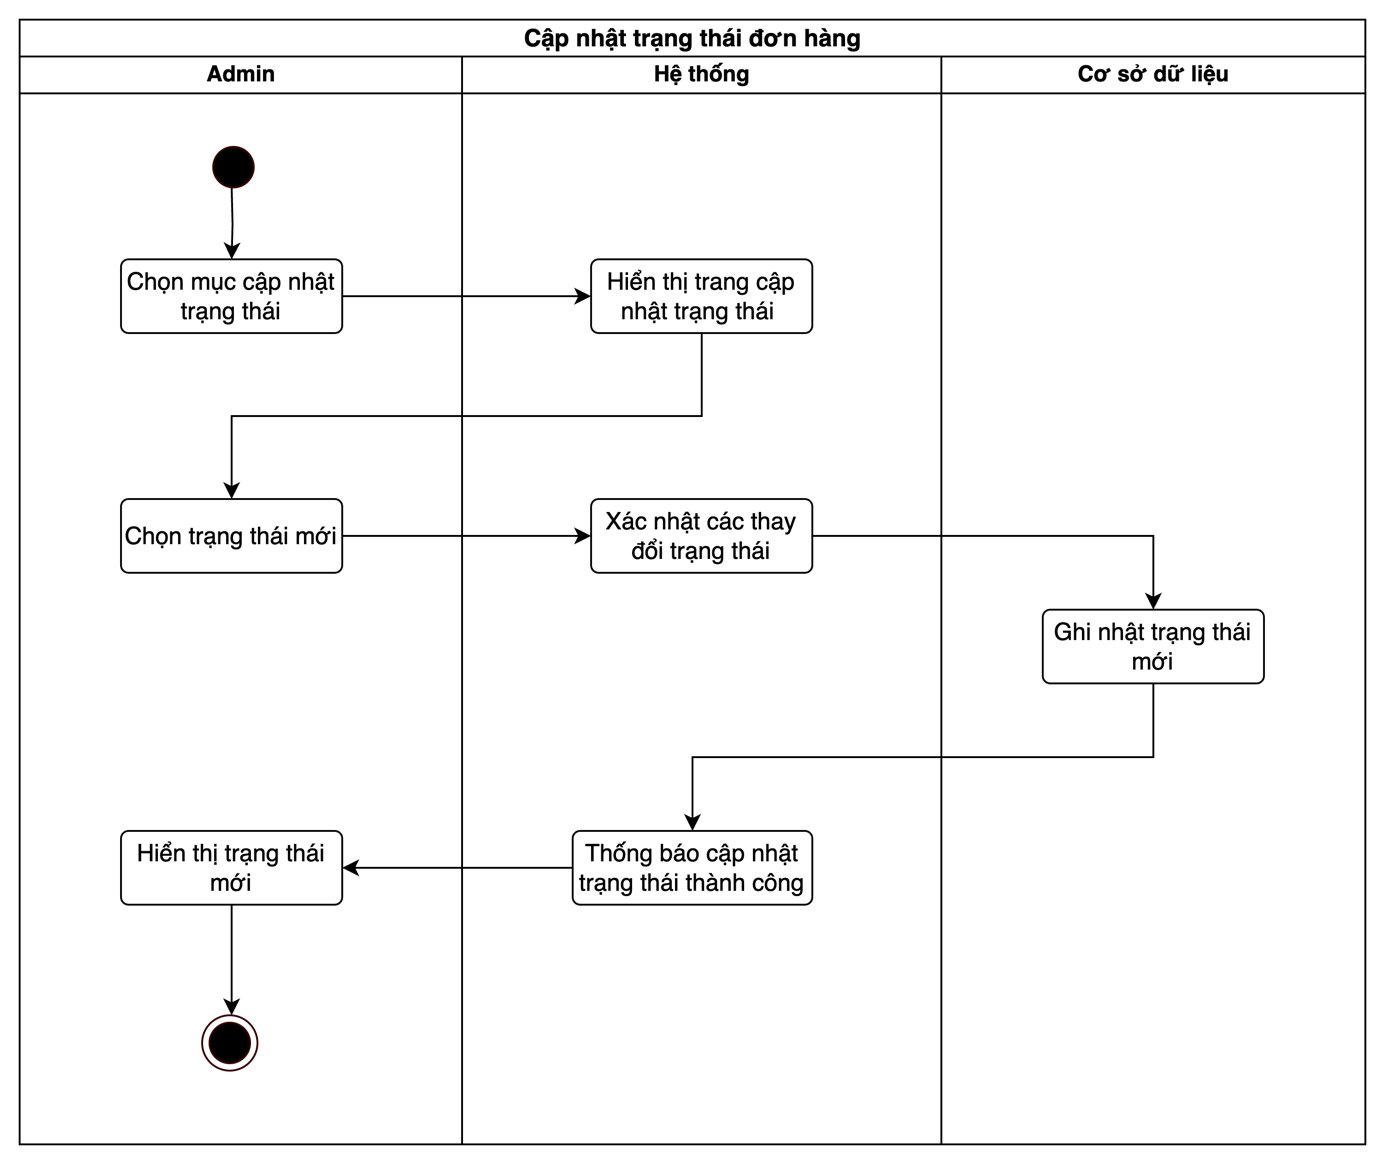 Cập nhật trạng thái đơn hàng
Admin
Hệ thống
Cơ sở dữ liệu
Chọn mục cập nhật
trạng thái
Hiển thị trang cập
nhật trạng thái
Chọn trạng thái mới
Xác nhật các thay
đổi trạng thái
Ghi nhật trạng thái
mới
Hiển thị trạng thái
mới
Thống báo cập nhật
trạng thái thành công